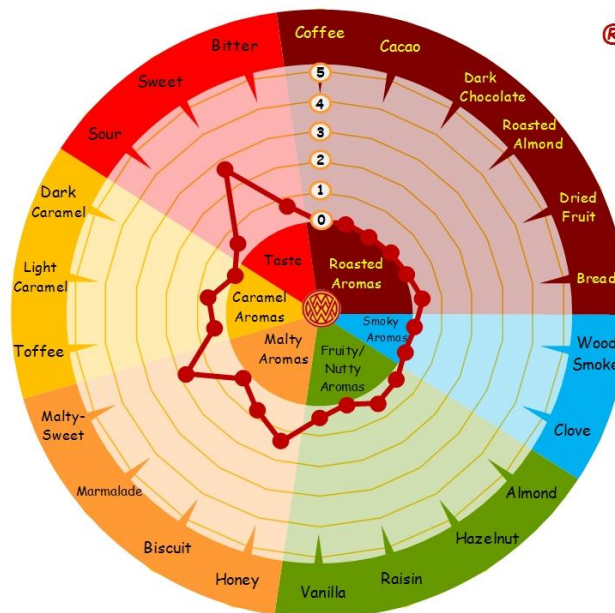 Coffee
Cacao
Dark
Chocolate
Roasted
Almond
Dried
Fruit
Bread
Wood
Smoke
Clove
Almond
Hazelnut
Raisin
Vanilla
Honey
Biscuit
Marmalade
Malty-
Sweet
Toffee
Light
Caramel
Dark
Caramel
Sour
Sweet
Bitter
®
5
4
3
2
1
0
Taste
Roasted
Aromas
Caramel
Aromas
Smoky
Aromas
Malty
Aromas
Fruity/
Nutty
Aromas